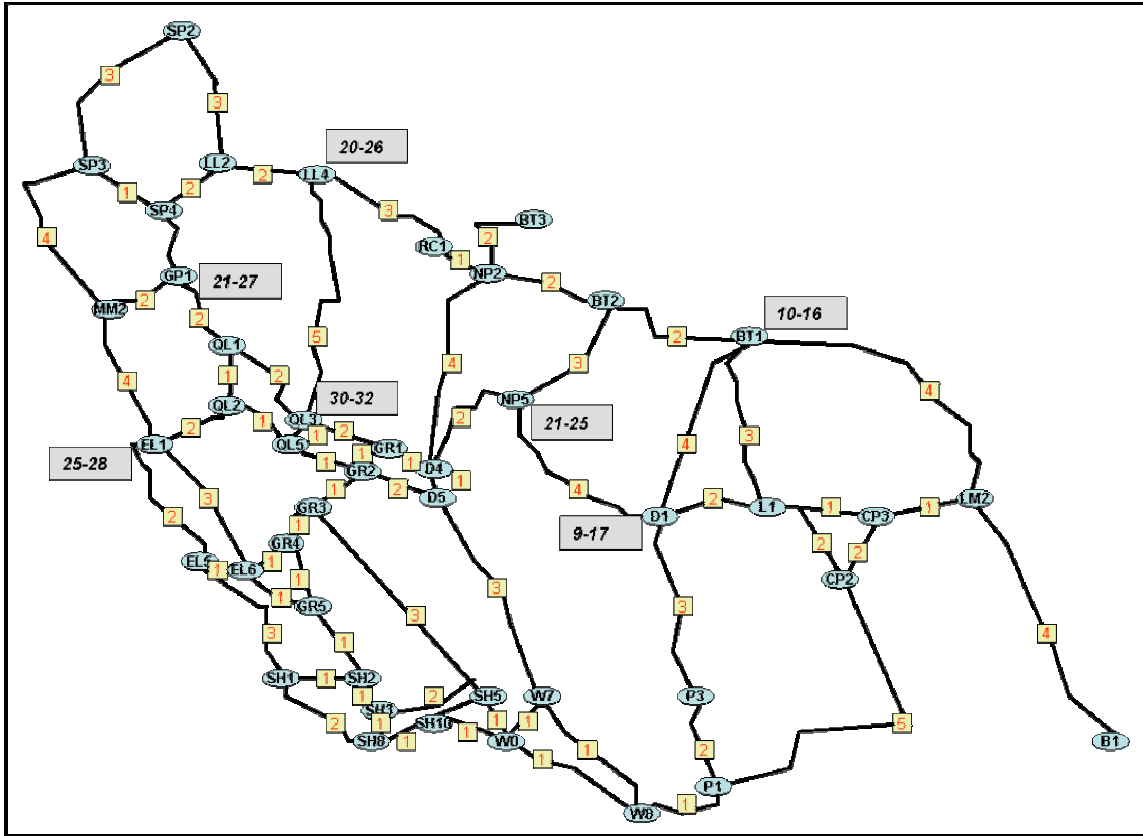 SP2
3
3
20-26
SP3
LL2
2
LL4
1
2
SP4
3
BT3
4
2
RC1
1
NP2
GP1
21-27
2
2
MM2
BT2
10-16
2
QL1
5
2
BT1
4
3
4
1
2
30-32
4
QL2
NP5
2
QL3
2
21-25
4
3
EL1
1
QL5
1
2
GR1
25-28
1
1
1
D4
1
GR2
3
2
D5
4
LM2
1
GR3
2
L1
1
CP3
1
2
1
9-17
D1
GR4
2
2
EL5
1
EL6
1
1
CP2
1
3
GR5
3
3
3
4
1
SH1
1
SH2
1
2
SH5
W7
P3
SH3
2
1
SH10
1
1
5
SH8
1
1
W0
B1
1
1
2
P1
1
W8